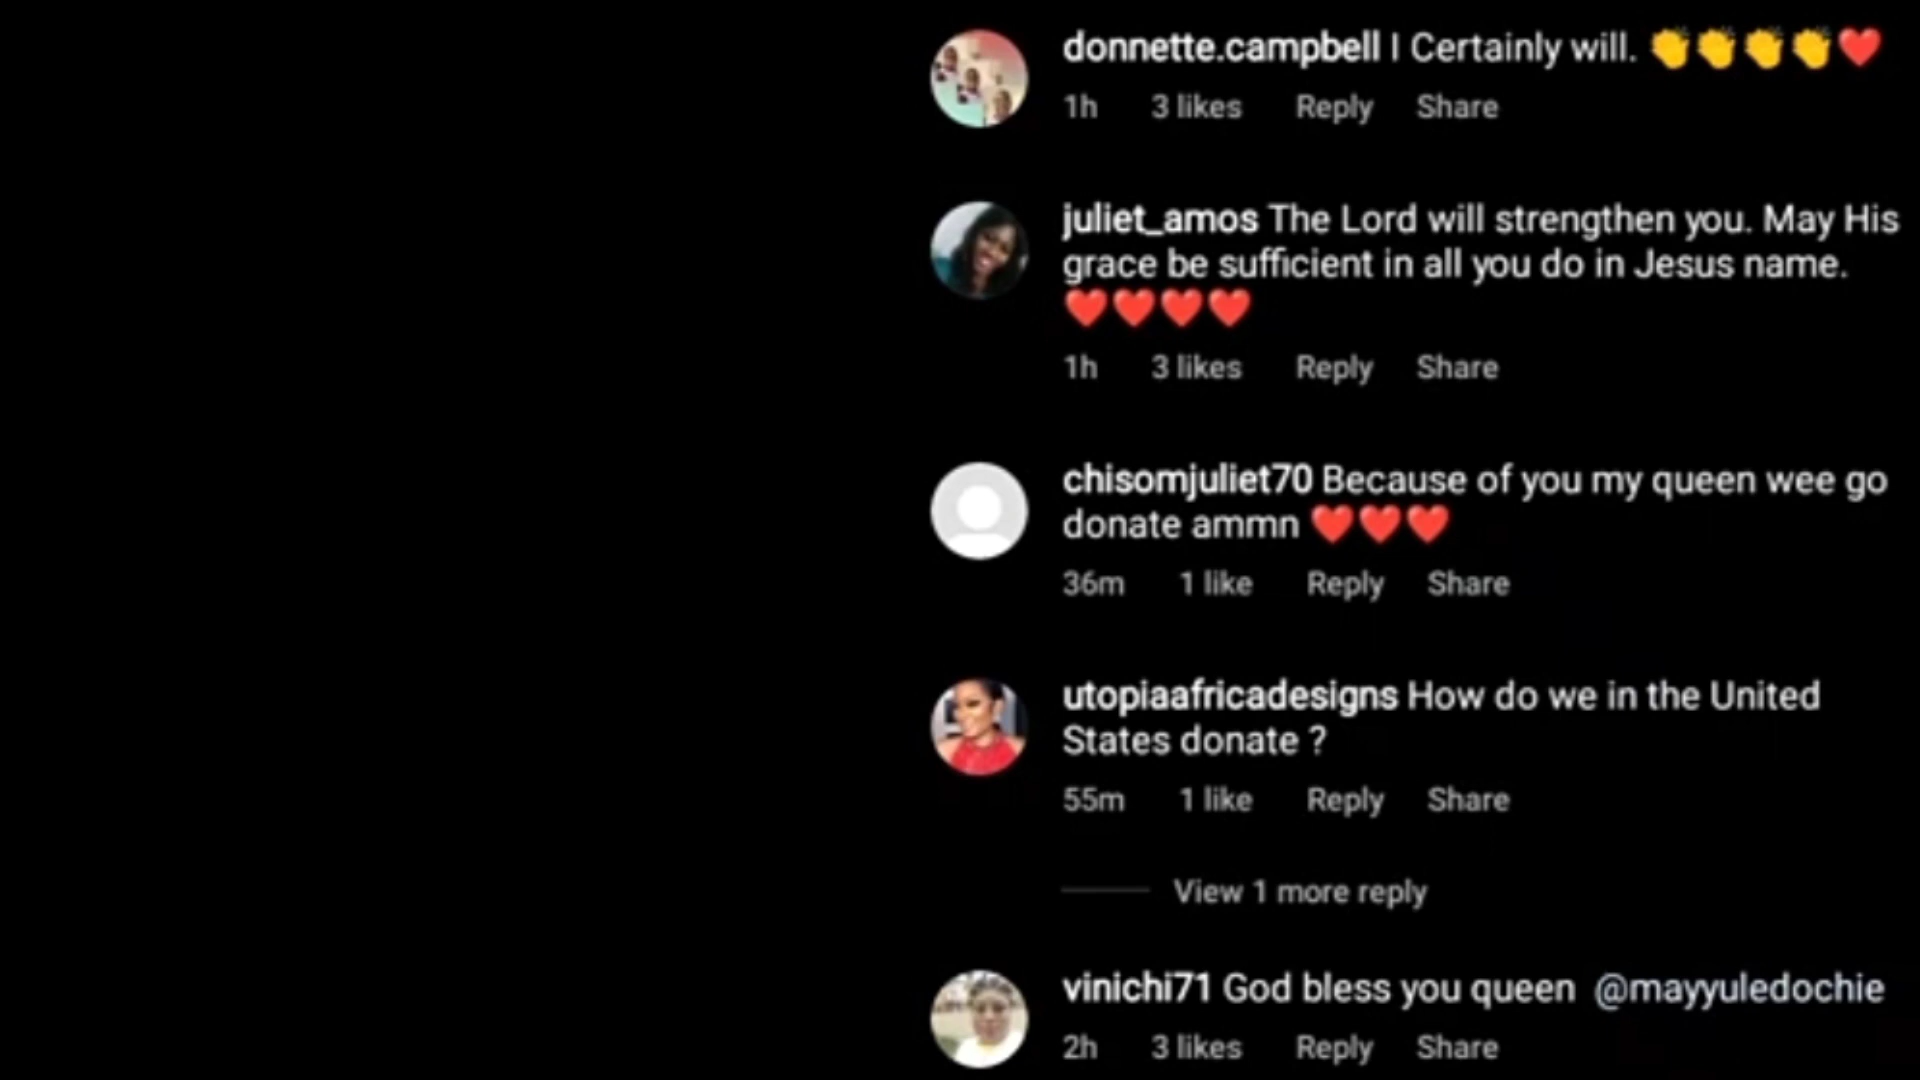 donnette.campbell I Certainly will. 👏👏👏👏❤️
1h 3 likes Reply Share
juliet_amos The Lord will strengthen you. May His
grace be sufficient in all you do in Jesus name.
❤️❤️❤️❤️
1h 3 likes Reply Share
chisomjuliet70 Because of you my queen wee go
donate ammn ❤️❤️❤️
36m 1 like Reply Share
utopiaafricadesigns How do we in the United
States donate ?
55m 1 like Reply Share
View 1 more reply
vinichi71 God bless you queen @mayyuledochie
2h 3 likes Reply Share